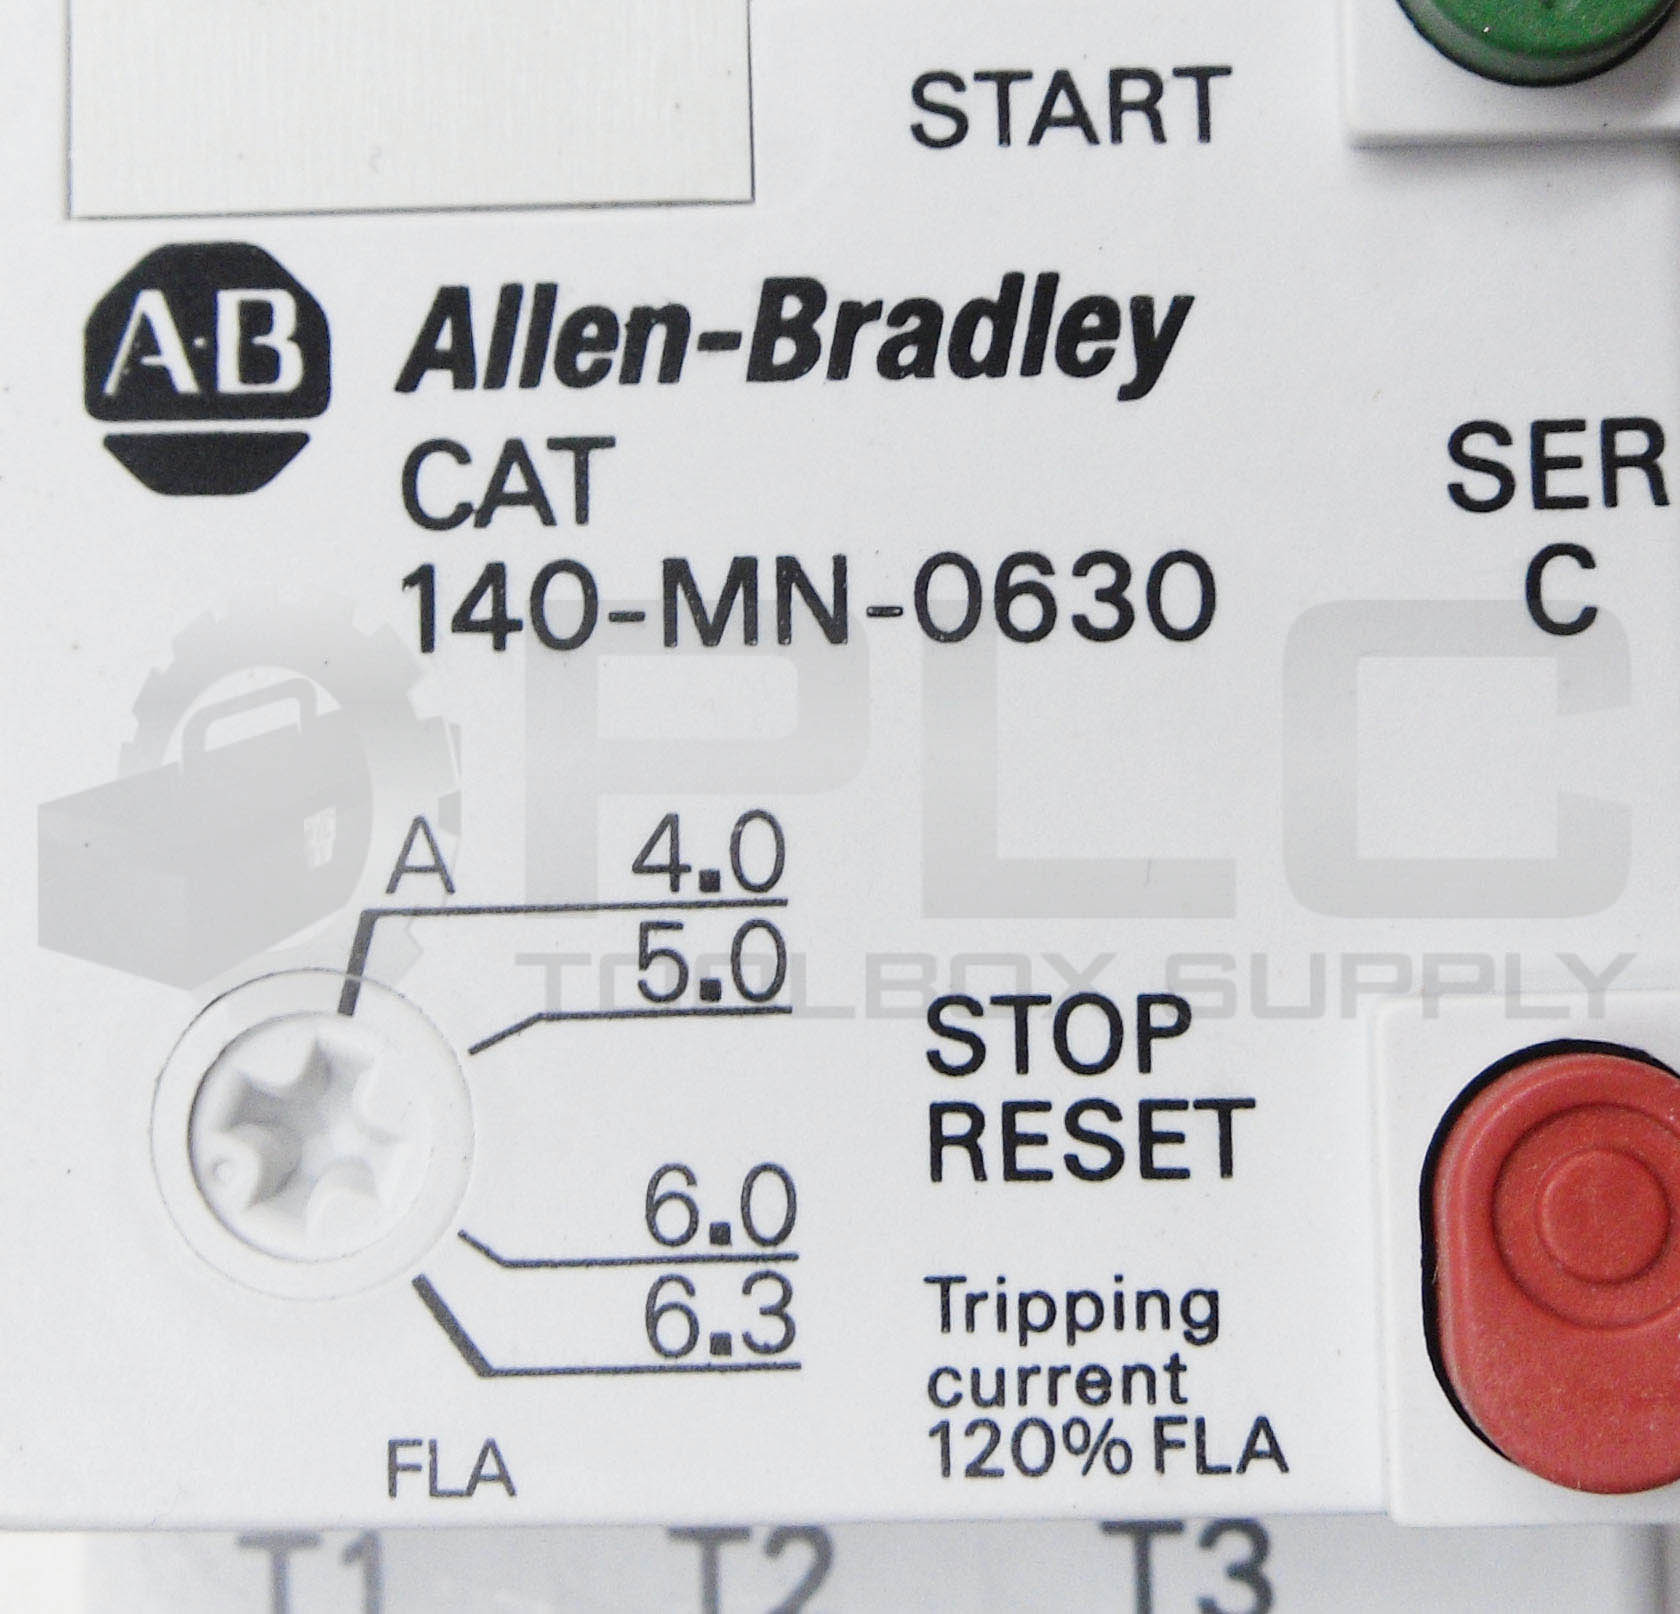 START
A-B Allen-Bradley
CAT
SER
140-MN-0630
C
PLC
TOOLBOX SUPPLY
A 4.0
5.0
STOP
RESET
6.0
6.3
Tripping
current
120% FLA
FLA
T1 T2 T3